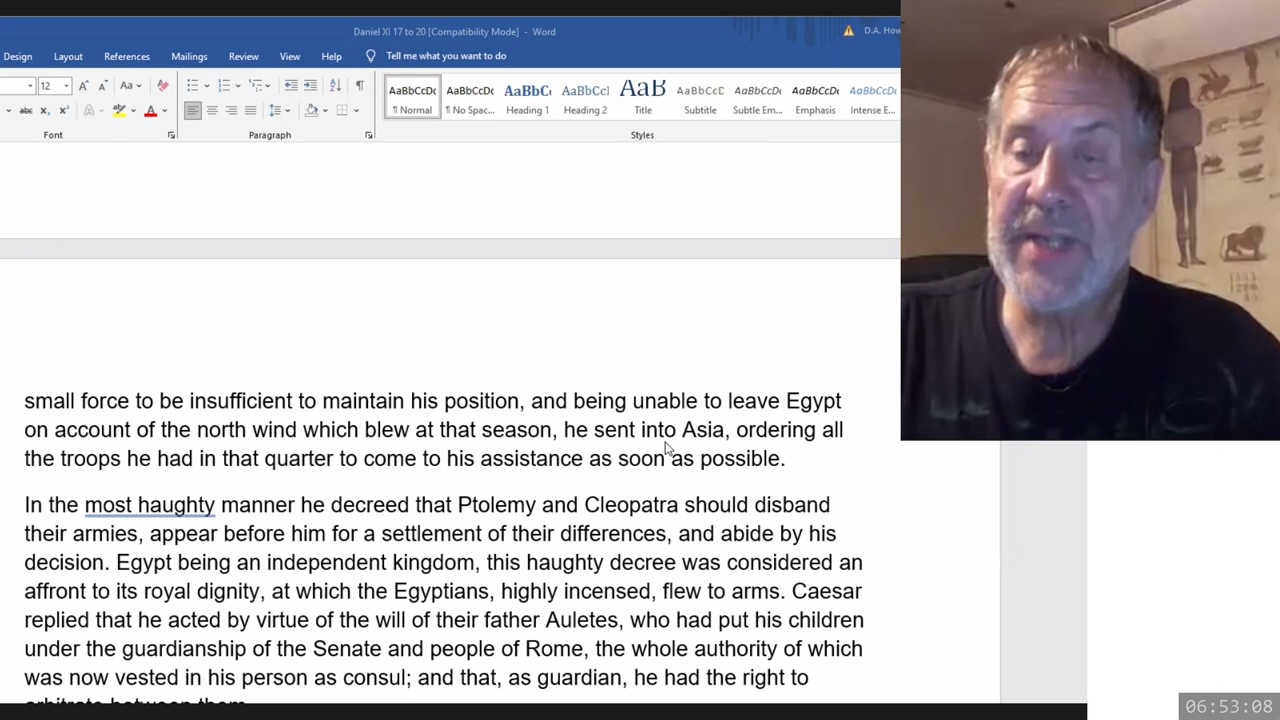 Daniel XI 17 to 20 [Compatibility Mode] - Word
D.A. How
Design Layout References Mailings Review View Help Tell me what you want to do
12 Aa
AaBbCcDc AaBbCcDc AaBbC AaBbCcI AaB AaBbCcD AaBbCcDc AaBbCcDc AaBbCcDc
¶ Normal ¶ No Spac... Heading 1 Heading 2 Title Subtitle Subtle Em... Emphasis Intense E...
Font Paragraph Styles
small force to be insufficient to maintain his position, and being unable to leave Egypt
on account of the north wind which blew at that season, he sent into Asia, ordering all
the troops he had in that quarter to come to his assistance as soon as possible.
In the most haughty manner he decreed that Ptolemy and Cleopatra should disband
their armies, appear before him for a settlement of their differences, and abide by his
decision. Egypt being an independent kingdom, this haughty decree was considered an
affront to its royal dignity, at which the Egyptians, highly incensed, flew to arms. Caesar
replied that he acted by virtue of the will of their father Auletes, who had put his children
under the guardianship of the Senate and people of Rome, the whole authority of which
was now vested in his person as consul; and that, as guardian, he had the right to
arbitrate between them.
06:53:08